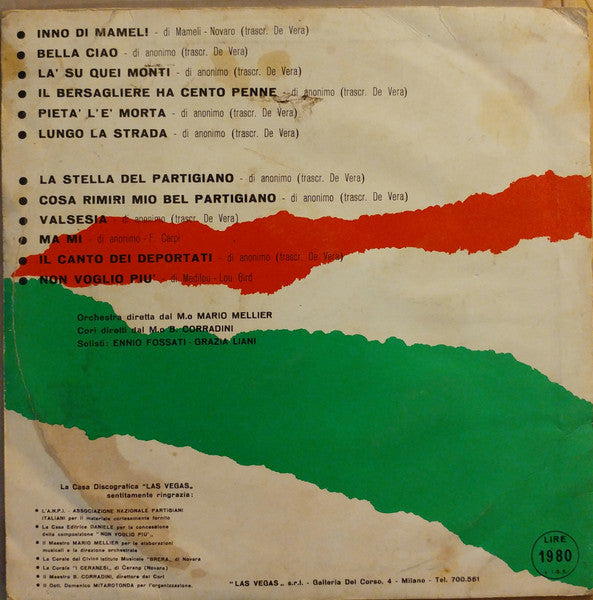 INNO DI MAMELI - di Mameli - Novaro (trascr. De Vera)
BELLA CIAO - di anonimo (trascr. De Vera)
LA' SU QUEI MONTI - di anonimo (trascr. De Vera)
IL BERSAGLIERE HA CENTO PENNE - di anonimo (trascr. De Vera)
PIETA' L'E' MORTA - di anonimo (trascr. De Vera)
LUNGO LA STRADA - di anonimo (trascr. De Vera)
LA STELLA DEL PARTIGIANO - di anonimo (trascr. De Vera)
COSA RIMIRI MIO BEL PARTIGIANO - di anonimo (trascr. De Vera)
VALSESIA - di anonimo (trascr. De Vera)
MA MI - di anonimo - F. Carpi
IL CANTO DEI DEPORTATI - di anonimo (trascr. De Vera)
NON VOGLIO PIU' - di Medilou - Lou Bird
Orchestra diretta dal M.o MARIO MELLIER
Cori diretti dal M.o B. CORRADINI
Solisti: ENNIO FOSSATI - GRAZIA LIANI
La Casa Discografica "LAS VEGAS„
sentitamente ringrazia:
L'A.N.P.I. - ASSOCIAZIONE NAZIONALE PARTIGIANI
ITALIANI per il materiale cortesemente fornito
La Casa Editrice DANIELE per la concessione
della composizione "NON VOGLIO PIU'„
Il Maestro MARIO MELLIER per le elaborazioni
musicali e la direzione orchestrale
La Corale del Civico Istituto Musicale "BRERA„ di Novara
La Corale "I CERANESI„ di Cerano (Novara)
Il Maestro B. CORRADINI, direttore dei Cori
Il Dott. Domenico MITAROTONDA per l'organizzazione.
"LAS VEGAS„ s.r.l. - Galleria Del Corso, 4 - Milano - Tel. 700.561
LIRE
1980